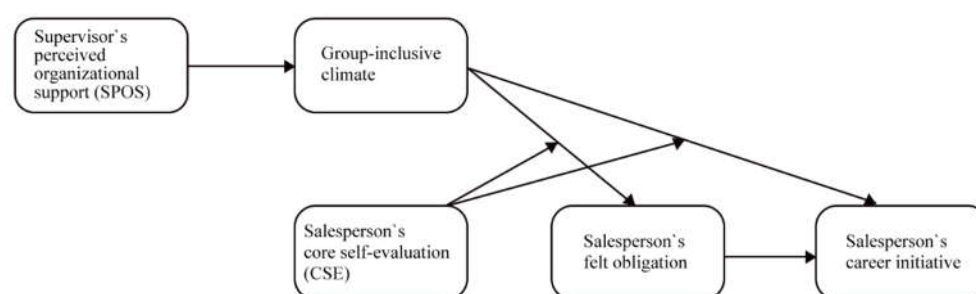 Supervisor`s
perceived
organizational
support (SPOS)
Group-inclusive
climate
Salesperson`s
core self-evaluation
(CSE)
Salesperson`s
felt obligation
Salesperson`s
career initiative